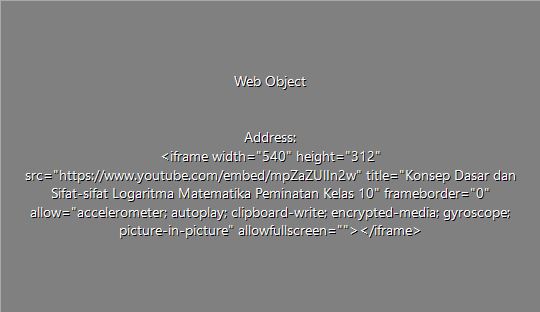 Web Object
Address:
<iframe width="540" height="312"
src="https://www.youtube.com/embed/mpZaZUlIn2w" title="Konsep Dasar dan
Sifat-sifat Logaritma Matematika Peminatan Kelas 10" frameborder="0"
allow="accelerometer; autoplay; clipboard-write; encrypted-media; gyroscope;
picture-in-picture" allowfullscreen=""></iframe>